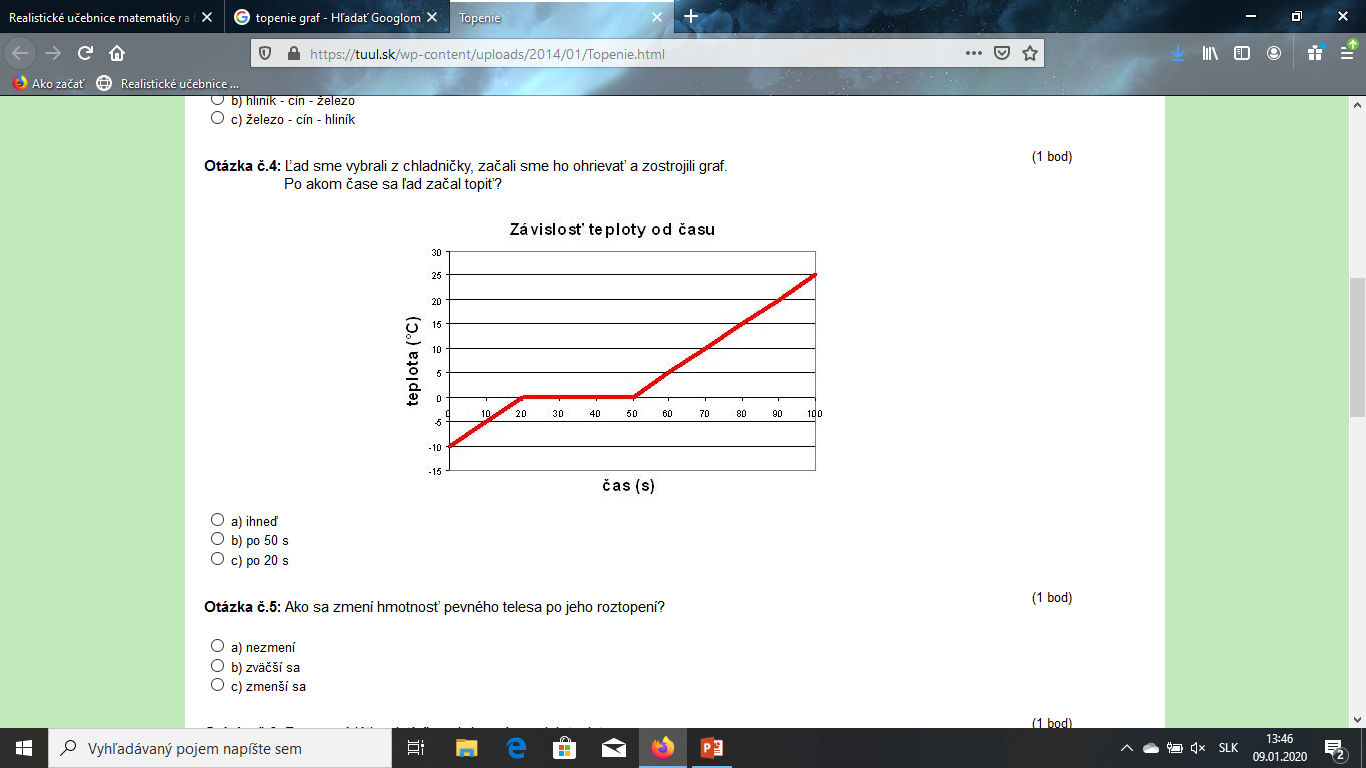 Realistické učebnice matematiky a f
topenie graf - Hľadať Googlom
Topenie
https://tuul.sk/wp-content/uploads/2014/01/Topenie.html
Ako začať
Realistické učebnice ...
b) hliník - cín - železo
c) železo - cín - hliník
Otázka č.4: Ľad sme vybrali z chladničky, začali sme ho ohrievať a zostrojili graf.
(1 bod)
Po akom čase sa ľad začal topiť?
Závislosť teploty od času
30
25
20
15
10
5
0
-5
-10
-15
teplota (°C)
0 10 20 30 40 50 60 70 80 90 100
čas (s)
a) ihneď
b) po 50 s
c) po 20 s
Otázka č.5: Ako sa zmení hmotnosť pevného telesa po jeho roztopení?
(1 bod)
a) nezmení
b) zväčší sa
c) zmenší sa
(1 bod)
Vyhľadávaný pojem napíšte sem
SLK
13:46
09.01.2020
2